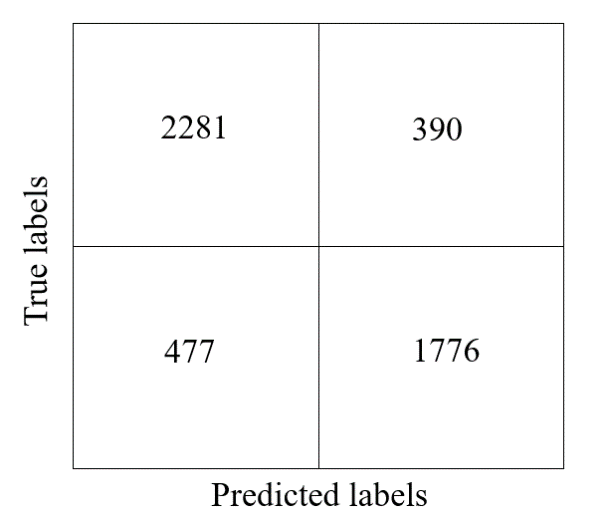 2281 390
True labels
477 1776
Predicted labels